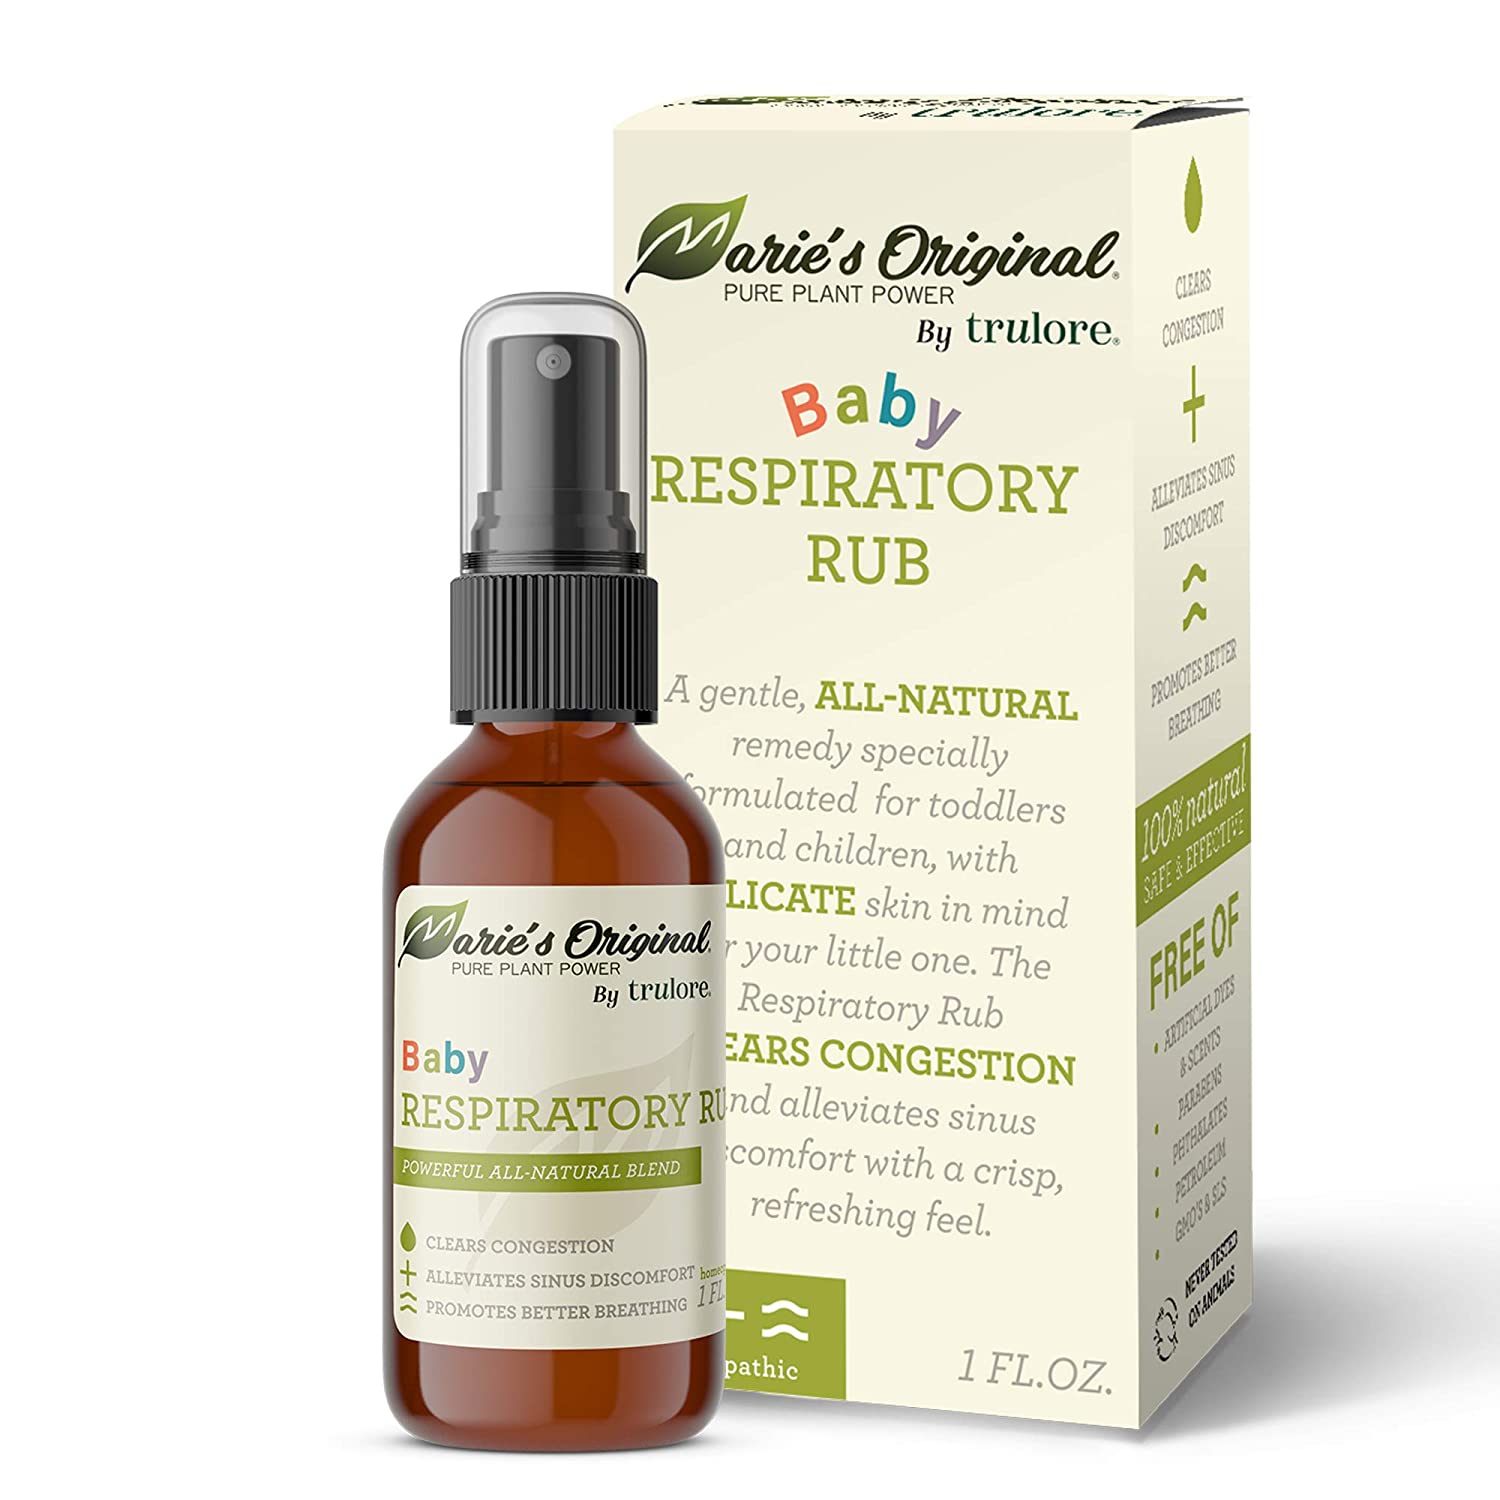 Marie's Original®
PURE PLANT POWER
By trulore®
Baby
RESPIRATORY
RUB
A gentle, ALL-NATURAL
remedy specially
formulated for toddlers
and children, with
LICATE skin in mind
r your little one. The
Respiratory Rub
EARS CONGESTION
nd alleviates sinus
comfort with a crisp,
refreshing feel.
pathic
1 FL.OZ.
CLEARS
CONGESTION
ALLEVIATES SINUS
DISCOMFORT
PROMOTES BETTER
BREATHING
100% natural
SAFE & EFFECTIVE
FREE OF
• ARTIFICIAL DYES
& SCENTS
• PARABENS
• PHTHALATES
• PETROLEUM
• GMO'S & SLS
NEVER TESTED
ON ANIMALS
Marie's Original®
PURE PLANT POWER
By trulore®
Baby
RESPIRATORY RU
POWERFUL ALL-NATURAL BLEND
CLEARS CONGESTION
ALLEVIATES SINUS DISCOMFORT
PROMOTES BETTER BREATHING
1 FL.